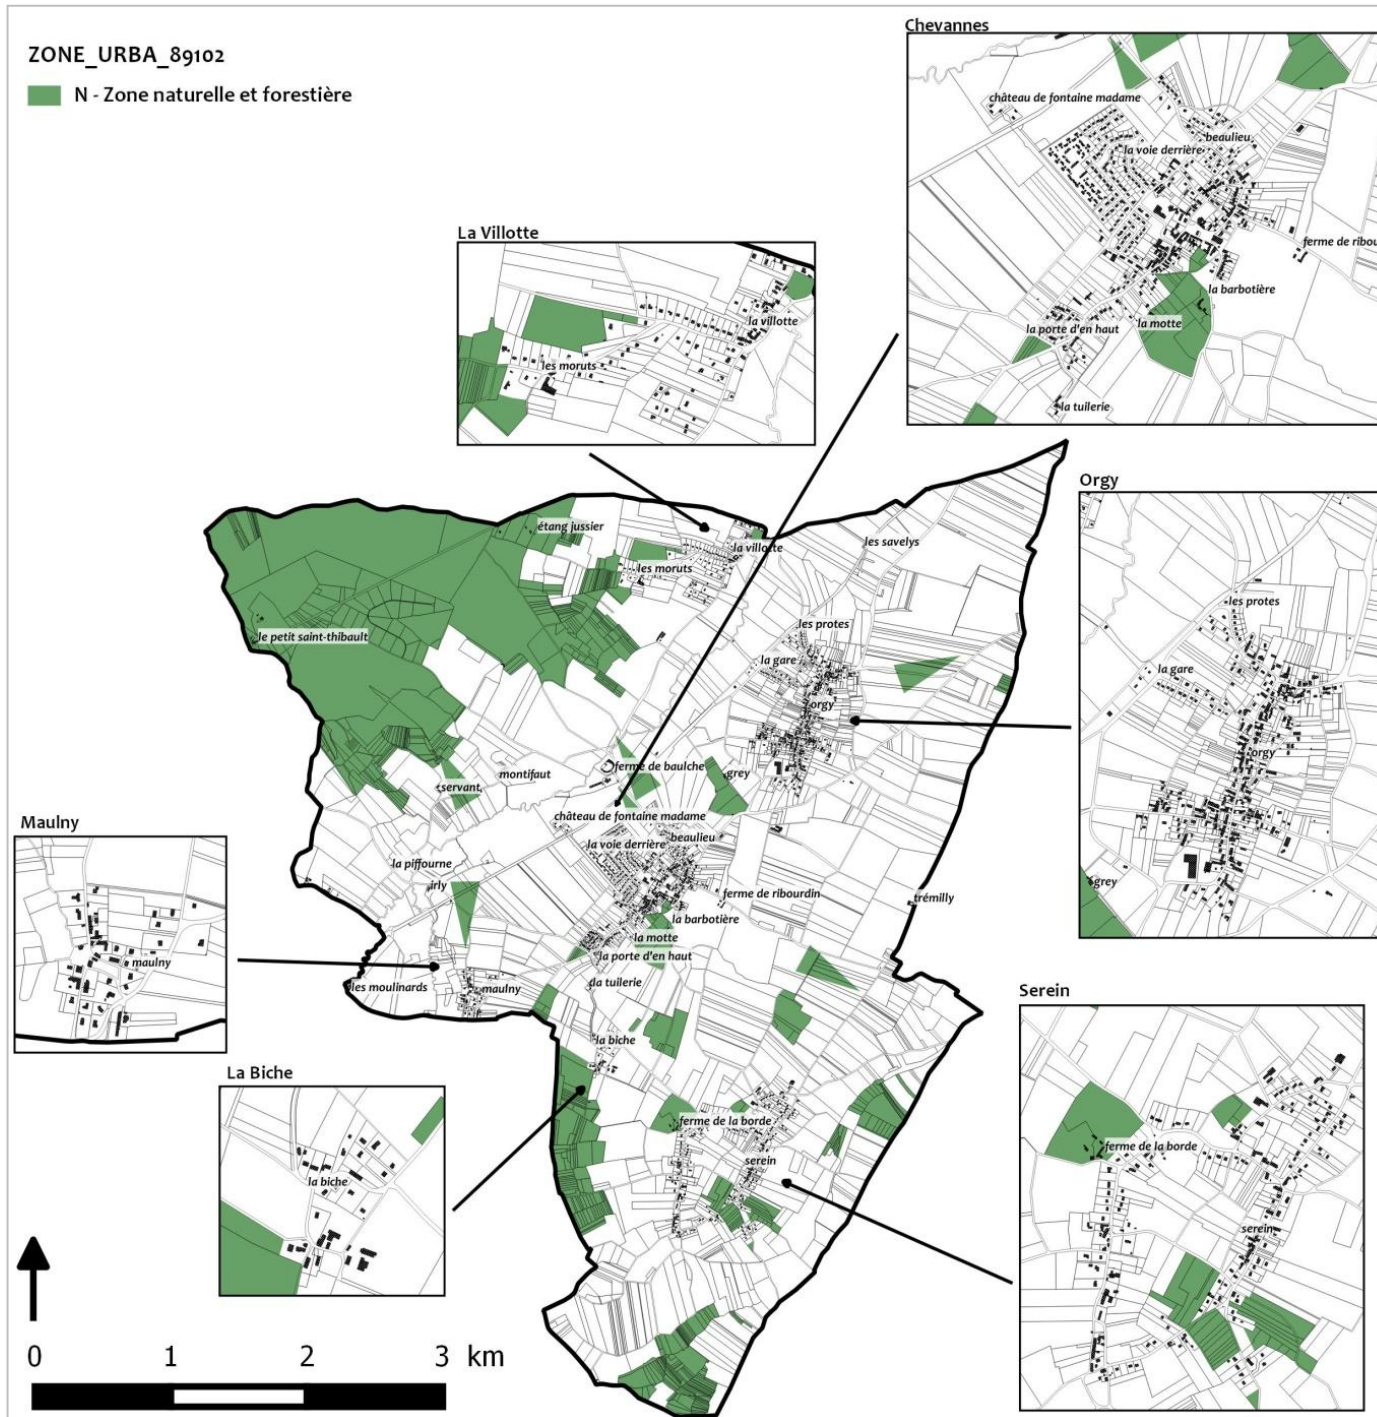 Chevannes
ZONE_URBA_89102
N - Zone naturelle et forestière
château de fontaine madame
beaulieu
la voie derrière
ferme de ribou
la barbotière
la motte
la porte d'en haut
la tuilerie
La Villotte
la villotte
les moruts
Orgy
les protes
la gare
orgy
grey
étang jussier
la villotte
les savelys
les moruts
le petit saint-thibault
les protes
la gare
orgy
montifaut
ferme de baulche
grey
servant
château de fontaine madame
beaulieu
la voie derrière
la piffourne
irly
ferme de ribourdin
trémilly
la barbotière
la motte
la porte d'en haut
la tuilerie
les moulinards
maulny
la biche
ferme de la borde
serein
Maulny
maulny
La Biche
la biche
Serein
ferme de la borde
serein
0 1 2 3 km